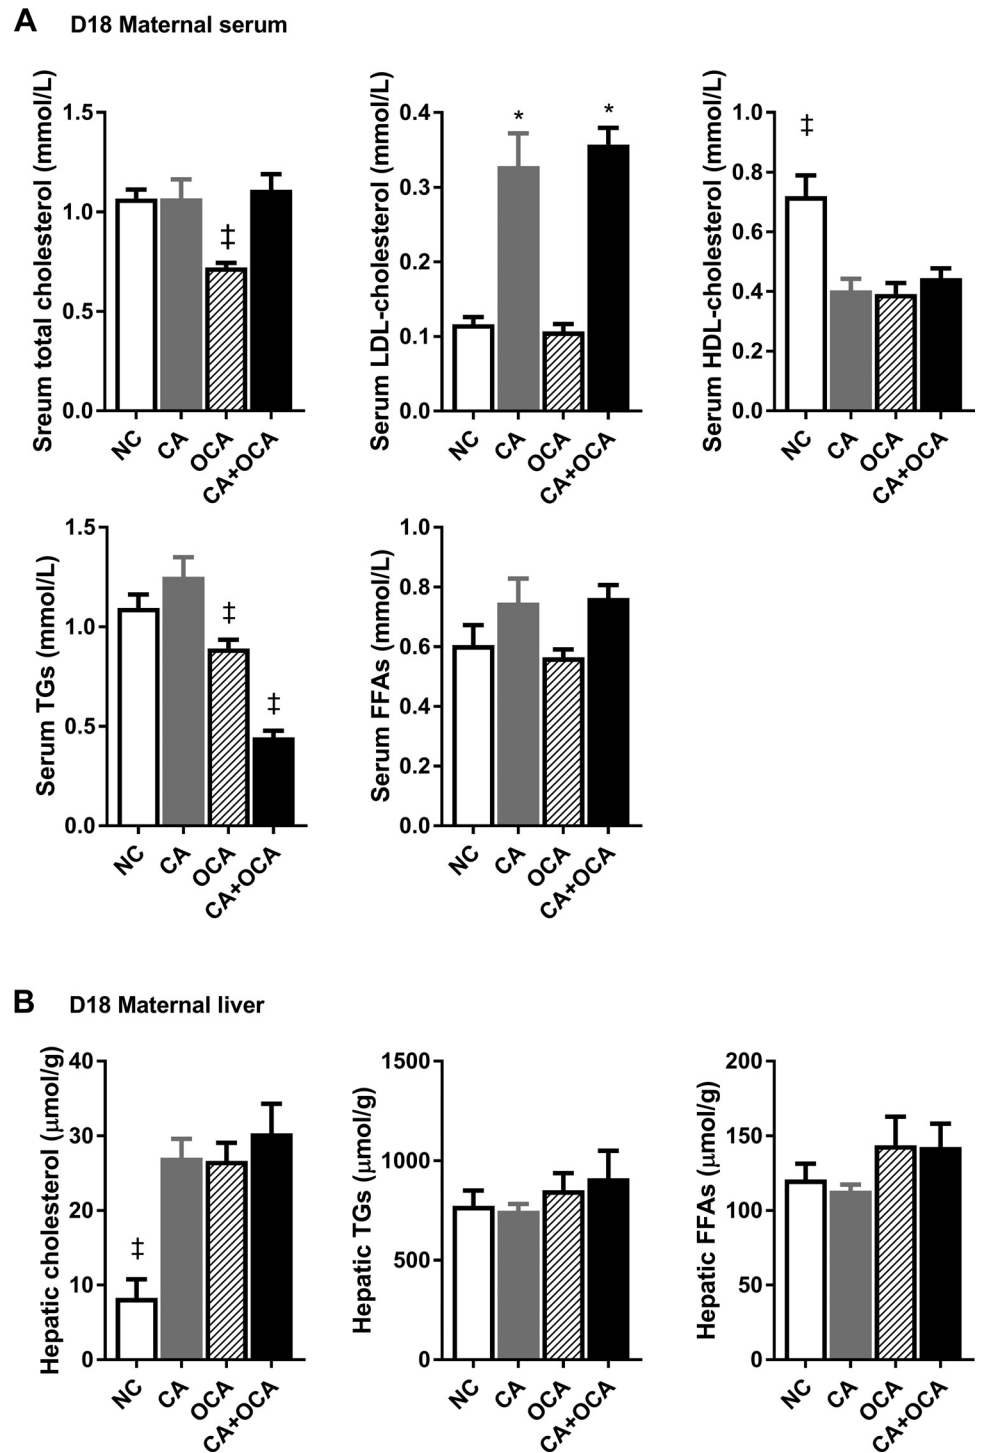 A D18 Maternal serum
Sreum total cholesterol (mmol/L)
1.5
1.0
0.5
0.0
‡
NC CA OCA CA+OCA
Serum LDL-cholesterol (mmol/L)
0.4
0.3
0.2
0.1
0.0
* *
NC CA OCA CA+OCA
Serum HDL-cholesterol (mmol/L)
1.0
0.8
0.6
0.4
0.2
0.0
‡
NC CA OCA CA+OCA
Serum TGs (mmol/L)
1.5
1.0
0.5
0.0
‡ ‡
NC CA OCA CA+OCA
Serum FFAs (mmol/L)
1.0
0.8
0.6
0.4
0.2
0.0
NC CA OCA CA+OCA
B D18 Maternal liver
Hepatic cholesterol (μmol/g)
40
30
20
10
0
‡
NC CA OCA CA+OCA
Hepatic TGs (μmol/g)
1500
1000
500
0
NC CA OCA CA+OCA
Hepatic FFAs (μmol/g)
200
150
100
50
0
NC CA OCA CA+OCA